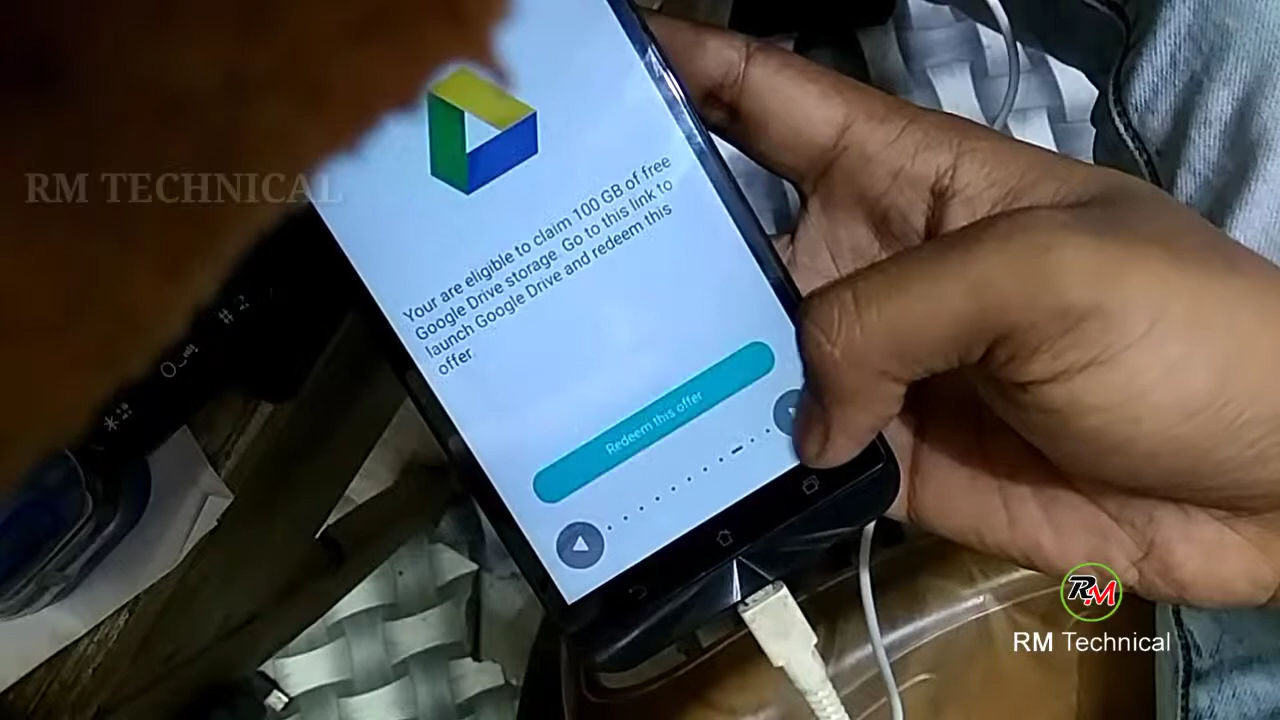 RM TECHNICAL
Your are eligible to claim 100 GB of free
Google Drive storage. Go to this link to
launch Google Drive and redeem this
offer.
Redeem this offer
# 2
RM
RM Technical